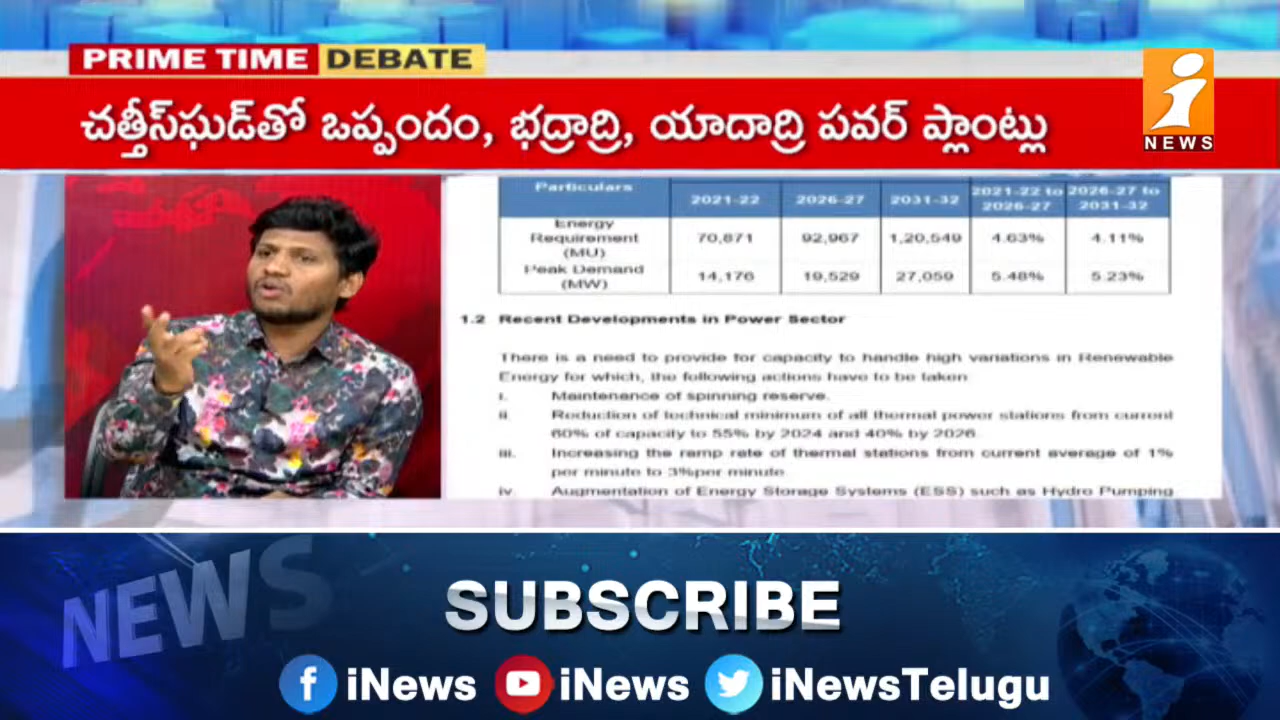 PRIME TIME DEBATE
చత్తీస్‌ఘడ్‌తో ఒప్పందం, భద్రాద్రి, యాదాద్రి పవర్ ప్లాంట్లు
i
NEWS
Particulars 2021-22 2026-27 2031-32 2021-22 to 2026-27 2026-27 to 2031-32
Energy Requirement (MU) 70,871 92,967 1,20,549 4.63% 4.11%
Peak Demand (MW) 14,176 19,529 27,059 5.48% 5.23%
1.2 Recent Developments in Power Sector
There is a need to provide for capacity to handle high variations in Renewable
Energy for which, the following actions have to be taken
i. Maintenance of spinning reserve.
ii. Reduction of technical minimum of all thermal power stations from current
60% of capacity to 55% by 2024 and 40% by 2026
iii. Increasing the ramp rate of thermal stations from current average of 1%
per minute to 3%per minute
iv. Augmentation of Energy Storage Systems (ESS) such as Hydro Pumping
NEWS
SUBSCRIBE
iNews iNews iNewsTelugu